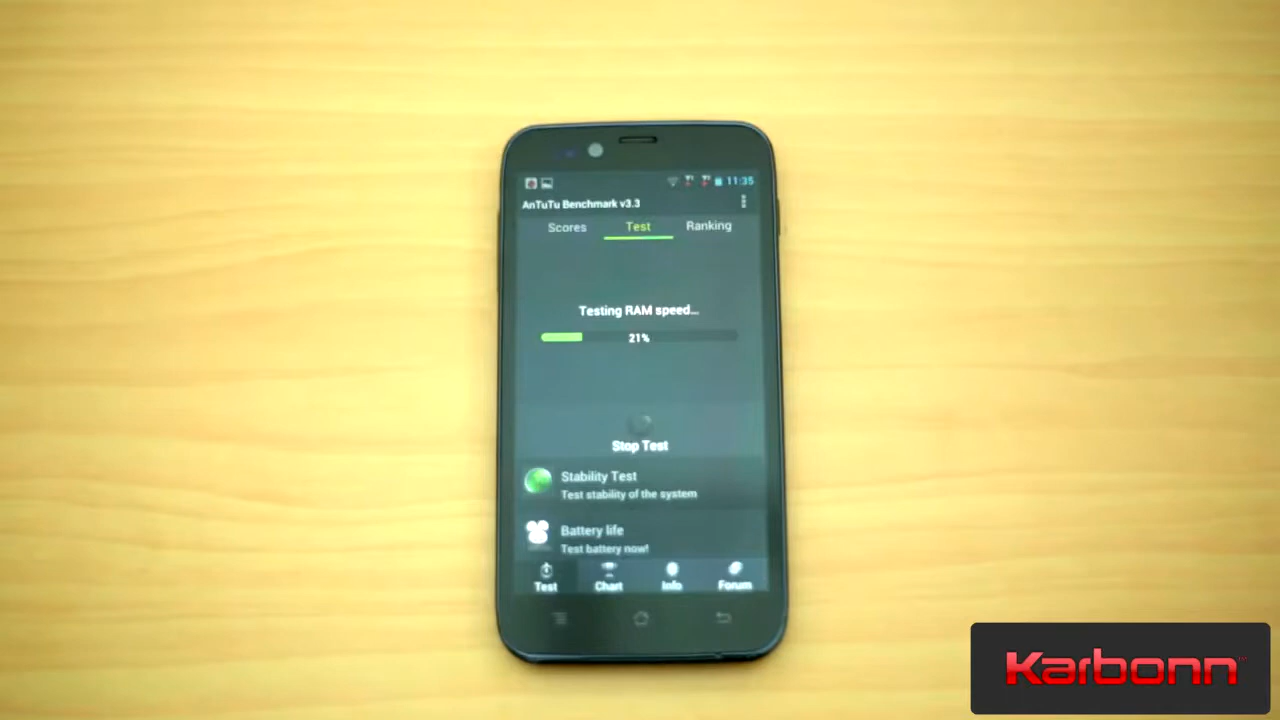 11:35
AnTuTu Benchmark v3.3
Scores Test Ranking
Testing RAM speed...
21%
Stop Test
Stability Test
Test stability of the system
Battery life
Test battery now!
Test Chart Info Forum
Karbonn